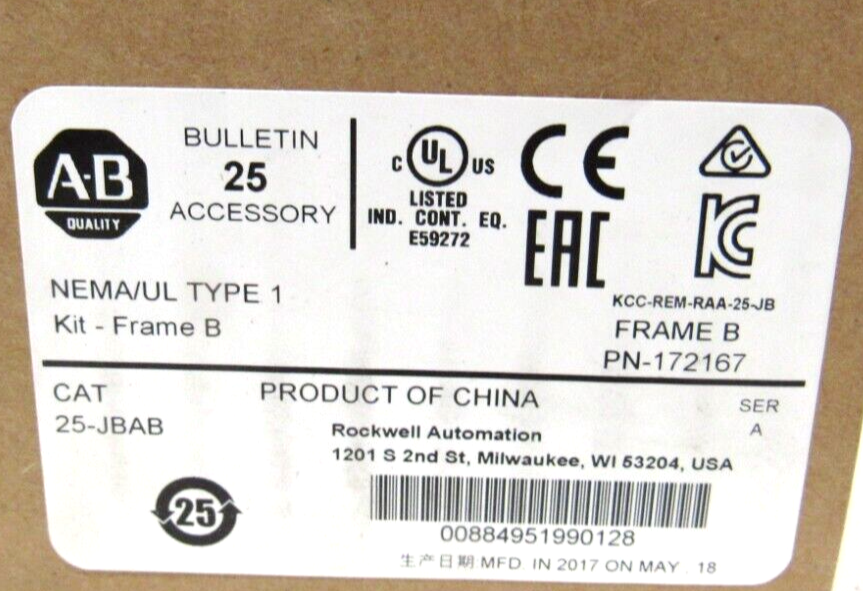 A-B
QUALITY
BULLETIN
25
ACCESSORY
C UL US
LISTED
IND. CONT. EQ.
E59272
CE
EAC
KC
KCC-REM-RAA-25-JB
NEMA/UL TYPE 1
Kit - Frame B
FRAME B
PN-172167
CAT
25-JBAB
PRODUCT OF CHINA
SER
A
Rockwell Automation
1201 S 2nd St, Milwaukee, WI 53204, USA
25
00884951990128
生产日期 MFD IN 2017 ON MAY . 18